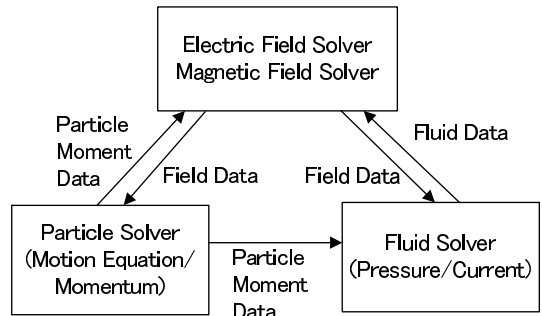 Electric Field Solver
Magnetic Field Solver
Particle
Moment
Data
Field Data
Field Data
Fluid Data
Particle Solver
(Motion Equation/
Momentum)
Particle
Moment
Data
Fluid Solver
(Pressure/Current)